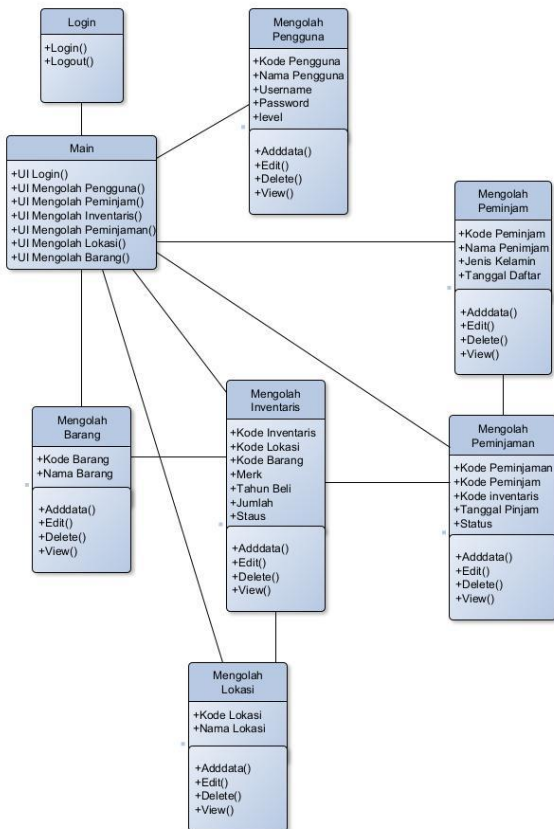 Login
+Login()
+Logout()
Mengolah
Pengguna
+Kode Pengguna
+Nama Pengguna
+Username
+Password
+level
+Adddata()
+Edit()
+Delete()
+View()
Main
+UI Login()
+UI Mengolah Pengguna()
+UI Mengolah Peminjam()
+UI Mengolah Inventaris()
+UI Mengolah Peminjaman()
+UI Mengolah Lokasi()
+UI Mengolah Barang()
Mengolah
Peminjam
+Kode Peminjam
+Nama Penimjam
+Jenis Kelamin
+Tanggal Daftar
+Adddata()
+Edit()
+Delete()
+View()
Mengolah
Barang
+Kode Barang
+Nama Barang
+Adddata()
+Edit()
+Delete()
+View()
Mengolah
Inventaris
+Kode Inventaris
+Kode Lokasi
+Kode Barang
+Merk
+Tahun Beli
+Jumlah
+Staus
+Adddata()
+Edit()
+Delete()
+View()
Mengolah
Peminjaman
+Kode Peminjaman
+Kode Peminjam
+Kode inventaris
+Tanggal Pinjam
+Status
+Adddata()
+Edit()
+Delete()
+View()
Mengolah
Lokasi
+Kode Lokasi
+Nama Lokasi
+Adddata()
+Edit()
+Delete()
+View()